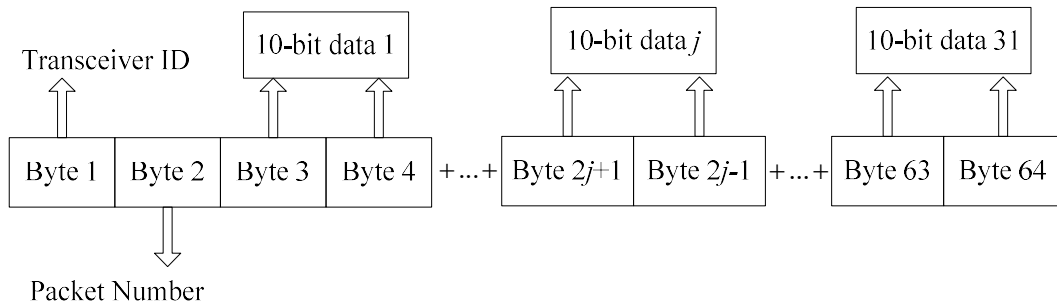 10-bit data 1
10-bit data j
10-bit data 31
Transceiver ID
Byte 1
Byte 2
Byte 3
Byte 4
+...+
Byte 2j+1
Byte 2j-1
+...+
Byte 63
Byte 64
Packet Number